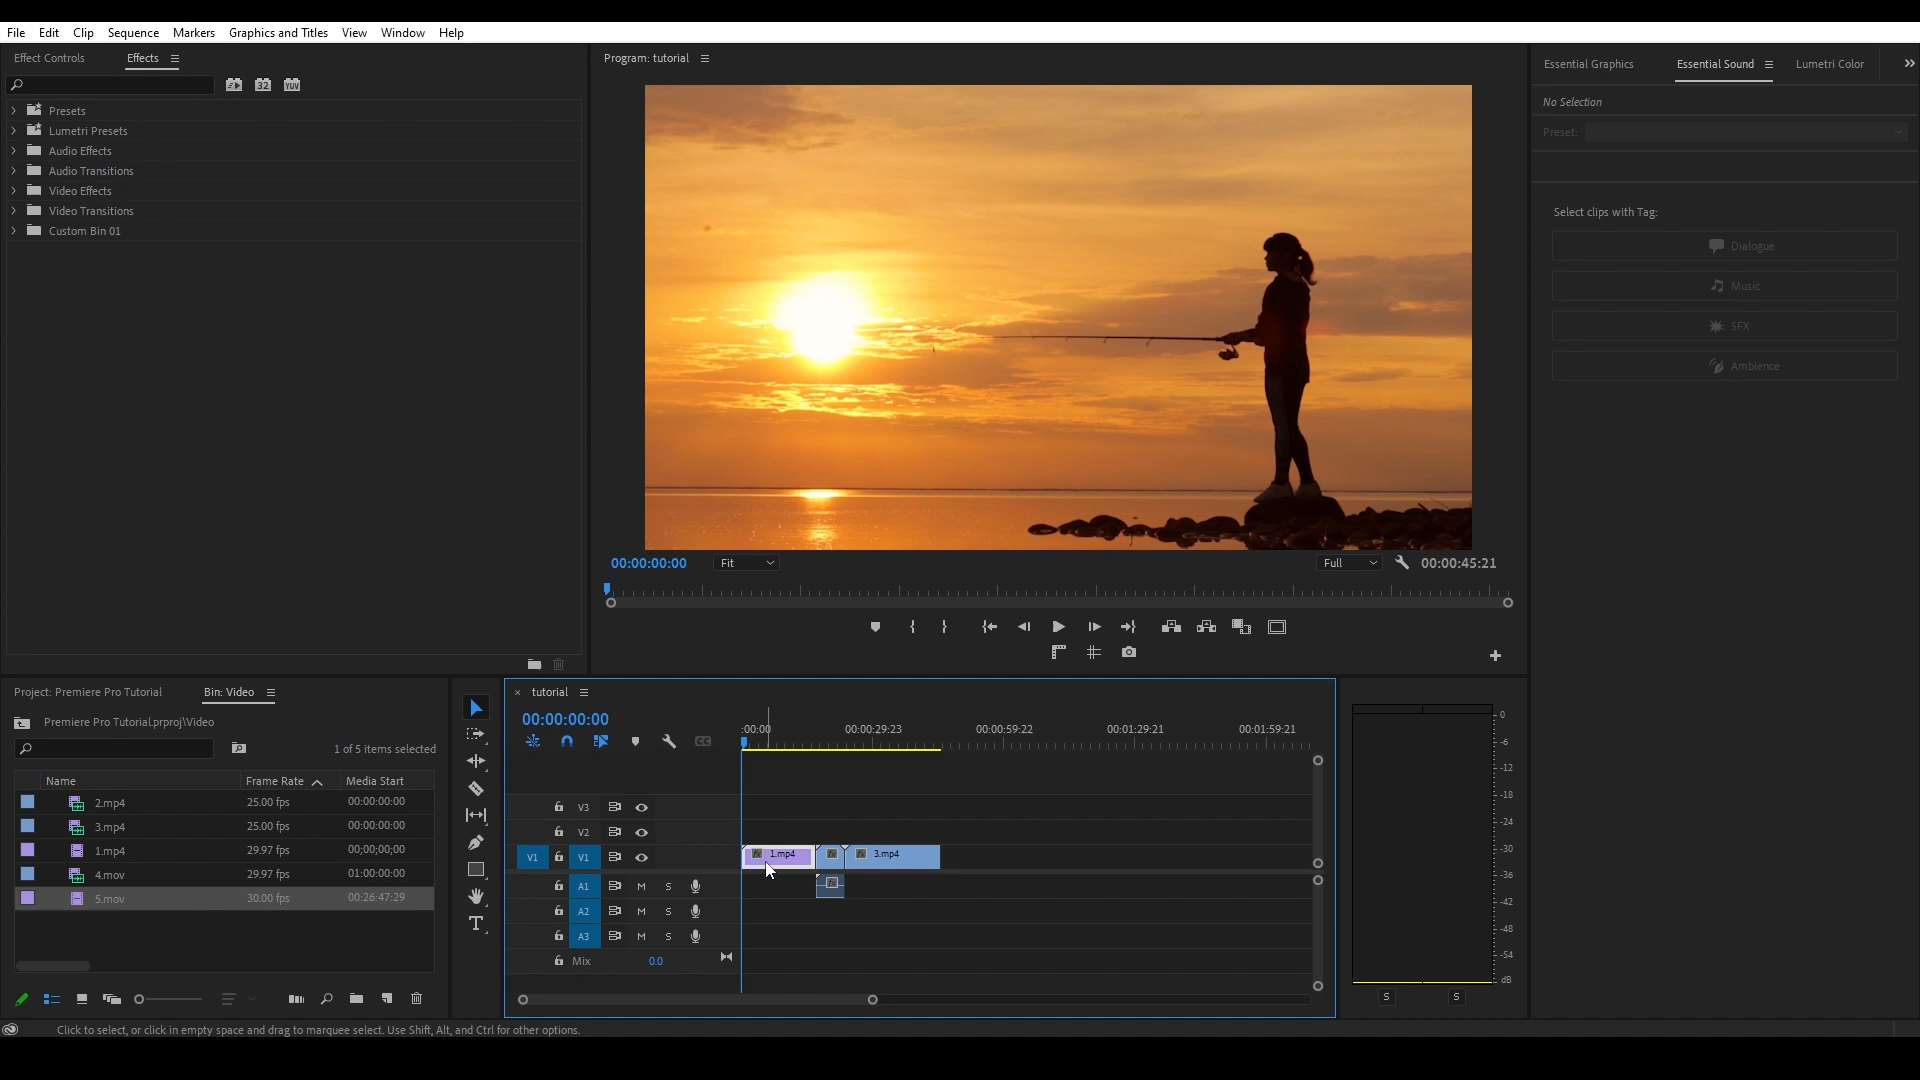 File Edit Clip Sequence Markers Graphics and Titles View Window Help
Effect Controls Effects
32 YUV
Presets
Lumetri Presets
Audio Effects
Audio Transitions
Video Effects
Video Transitions
Custom Bin 01
Program: tutorial
00:00:00:00 Fit Full 00:00:45:21
Essential Graphics Essential Sound Lumetri Color
No Selection
Preset:
Select clips with Tag:
Dialogue
Music
SFX
Ambience
Project: Premiere Pro Tutorial Bin: Video
Premiere Pro Tutorial.prproj\Video
1 of 5 items selected
Name Frame Rate Media Start
2.mp4 25.00 fps 00:00:00:00
3.mp4 25.00 fps 00:00:00:00
1.mp4 29.97 fps 00;00;00;00
4.mov 29.97 fps 01:00:00:00
5.mov 30.00 fps 00:26:47:29
T
× tutorial
00:00:00:00
CC
:00:00 00:00:29:23 00:00:59:22 00:01:29:21 00:01:59:21
V3
V2
V1 V1 fx 1.mp4 fx fx 3.mp4
A1 M S fx
A2 M S
A3 M S
Mix 0.0
0
-6
-12
-18
-24
-30
-36
-42
-48
-54
dB
S S
Click to select, or click in empty space and drag to marquee select. Use Shift, Alt, and Ctrl for other options.